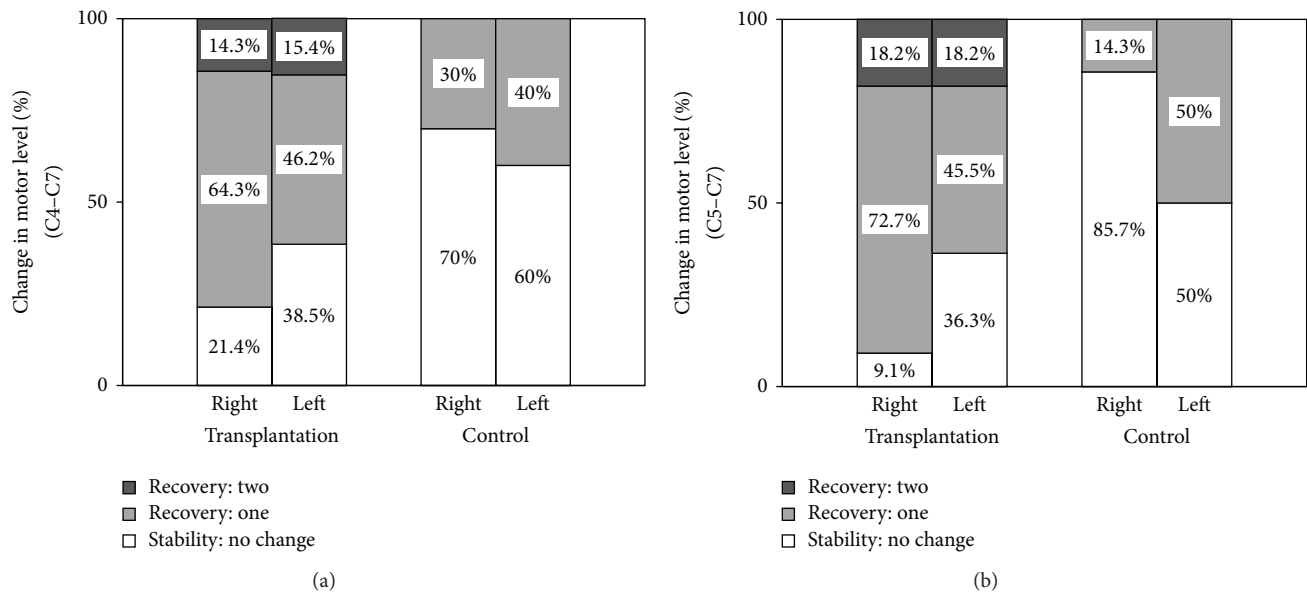 Change in motor level (%)
(C4–C7)
100
50
0
14.3%
15.4%
64.3%
46.2%
21.4%
38.5%
30%
40%
70%
60%
Right
Left
Right
Left
Transplantation
Control
Recovery: two
Recovery: one
Stability: no change
(a)
Change in motor level (%)
(C5–C7)
100
50
0
18.2%
18.2%
72.7%
45.5%
9.1%
36.3%
14.3%
50%
85.7%
50%
Right
Left
Right
Left
Transplantation
Control
Recovery: two
Recovery: one
Stability: no change
(b)